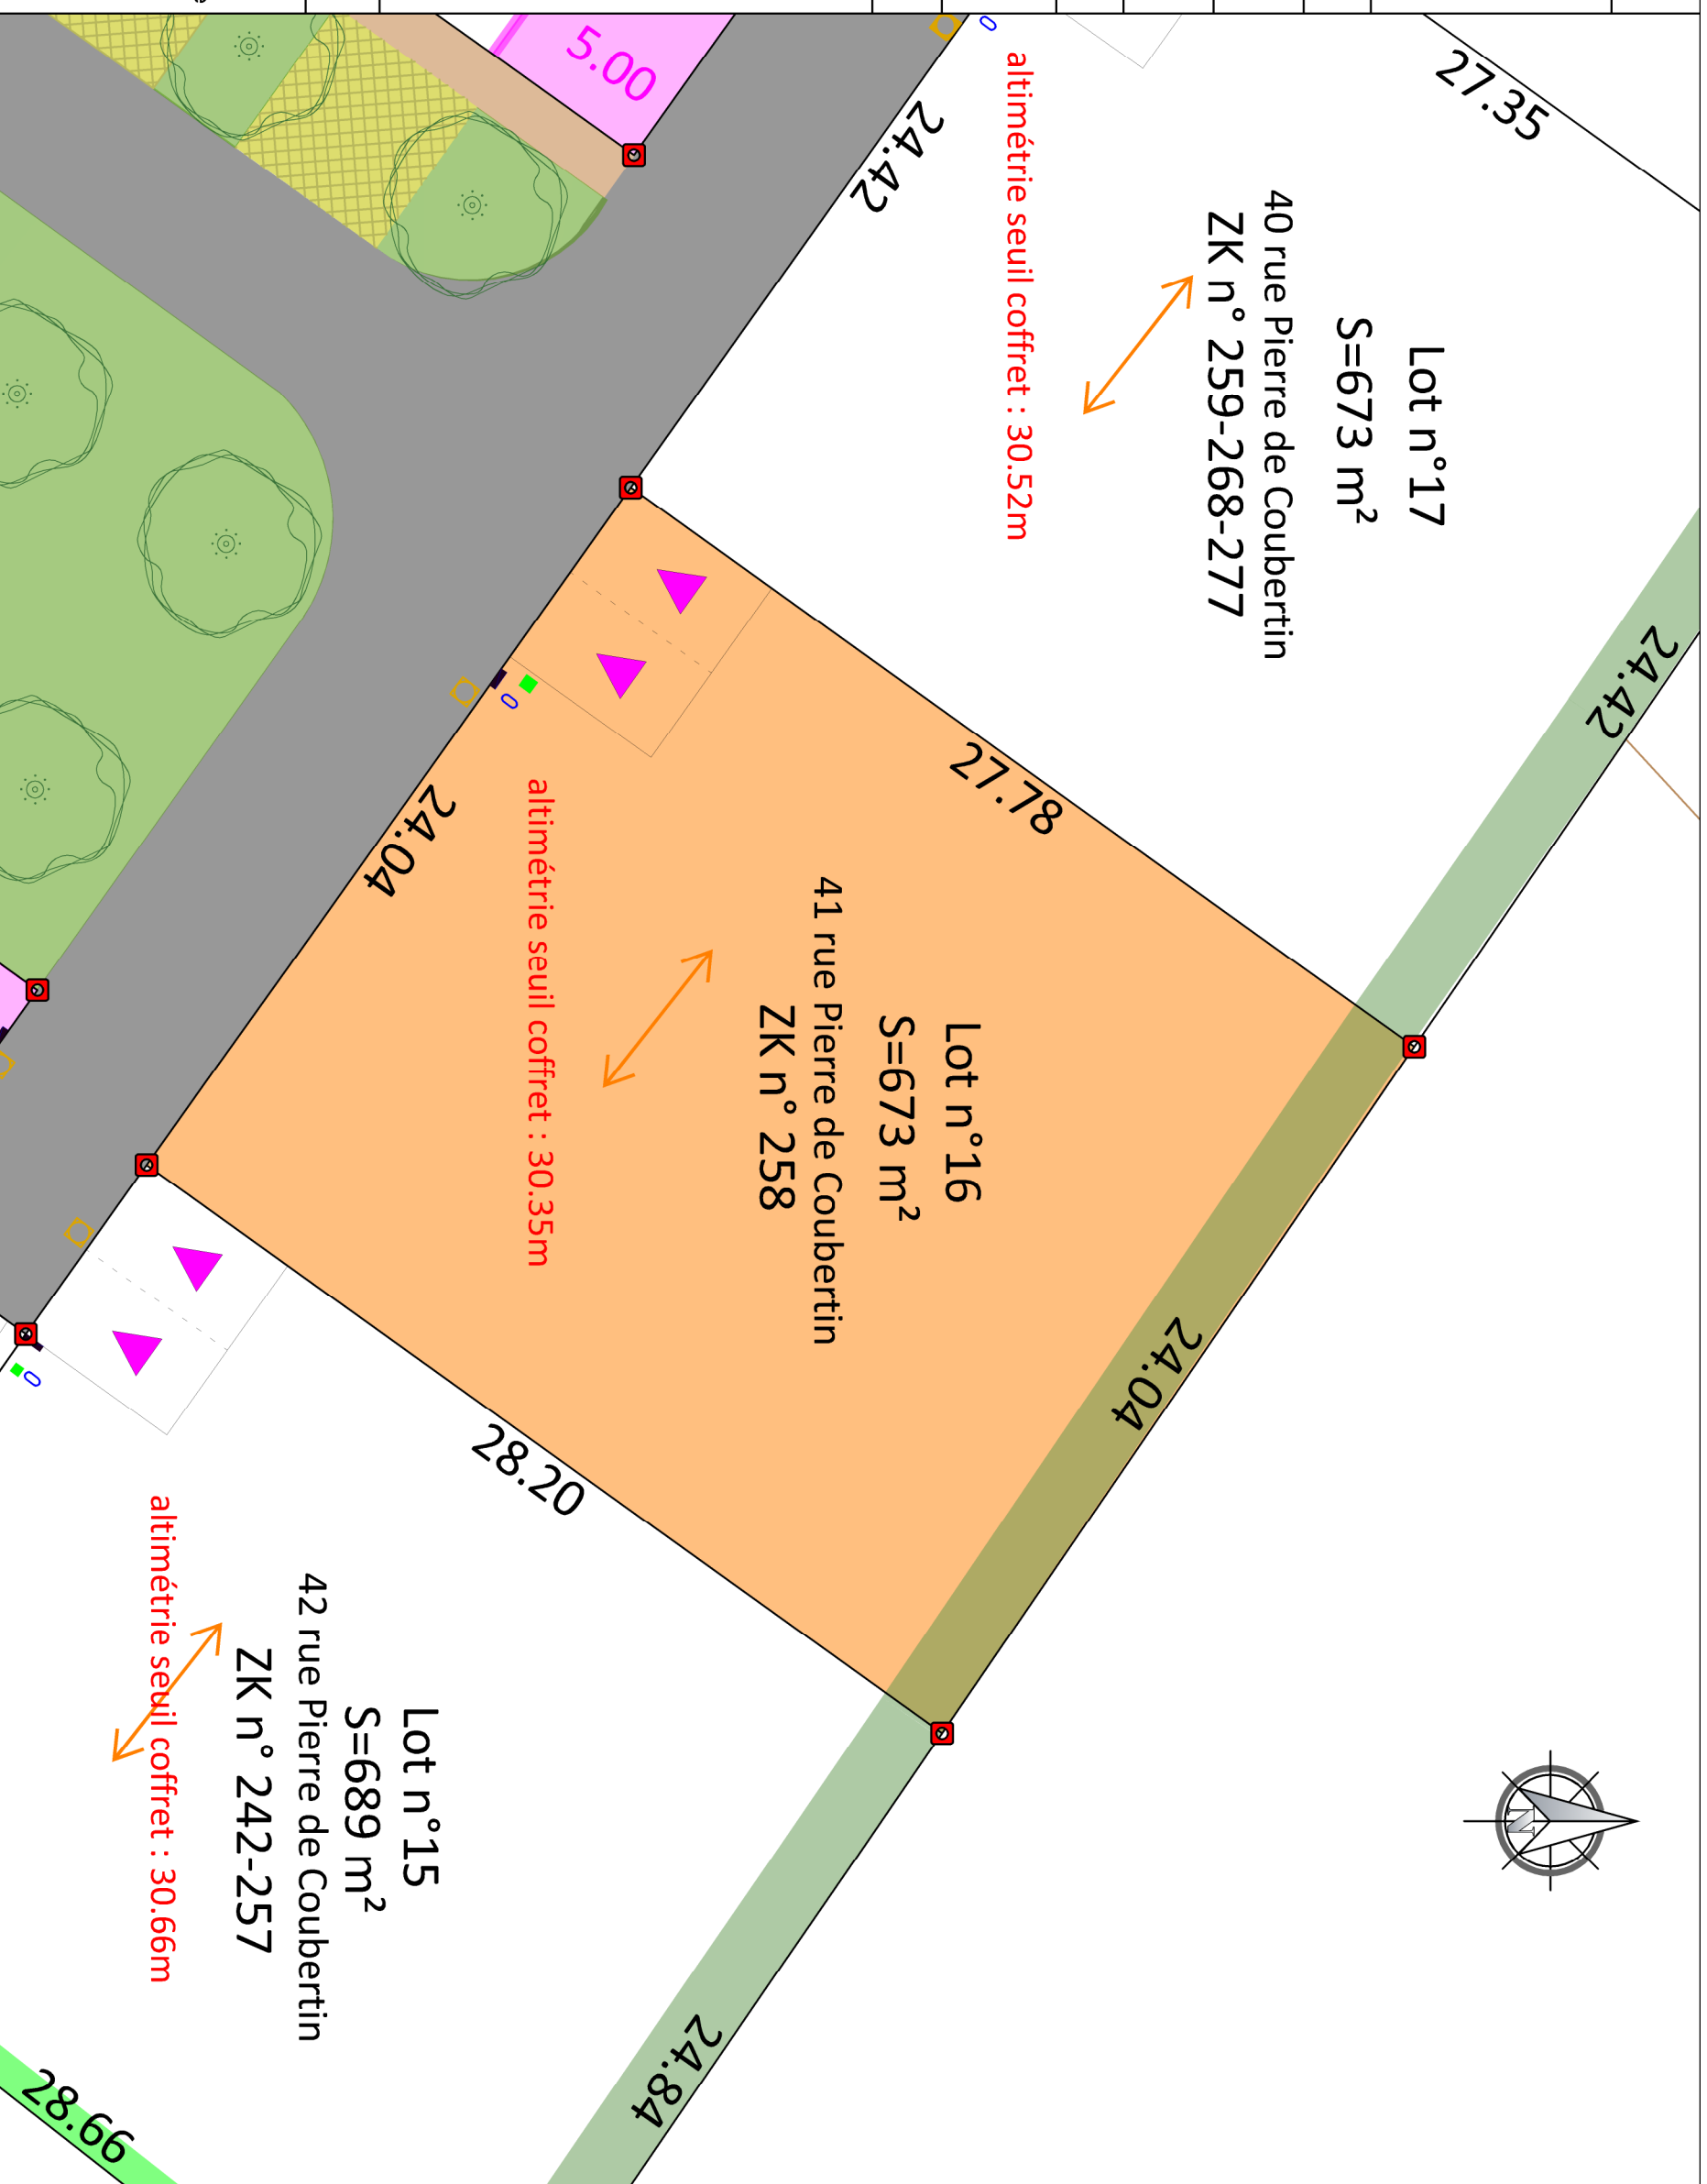 5.00
24.42
27.35
Lot n°17
S=673 m²
40 rue Pierre de Coubertin
ZK n° 259-268-277
altimétrie seuil coffret : 30.52m
24.42
27.78
24.04
Lot n°16
S=673 m²
41 rue Pierre de Coubertin
ZK n° 258
altimétrie seuil coffret : 30.35m
24.04
28.20
Lot n°15
S=689 m²
42 rue Pierre de Coubertin
ZK n° 242-257
altimétrie seuil coffret : 30.66m
24.84
28.66
N